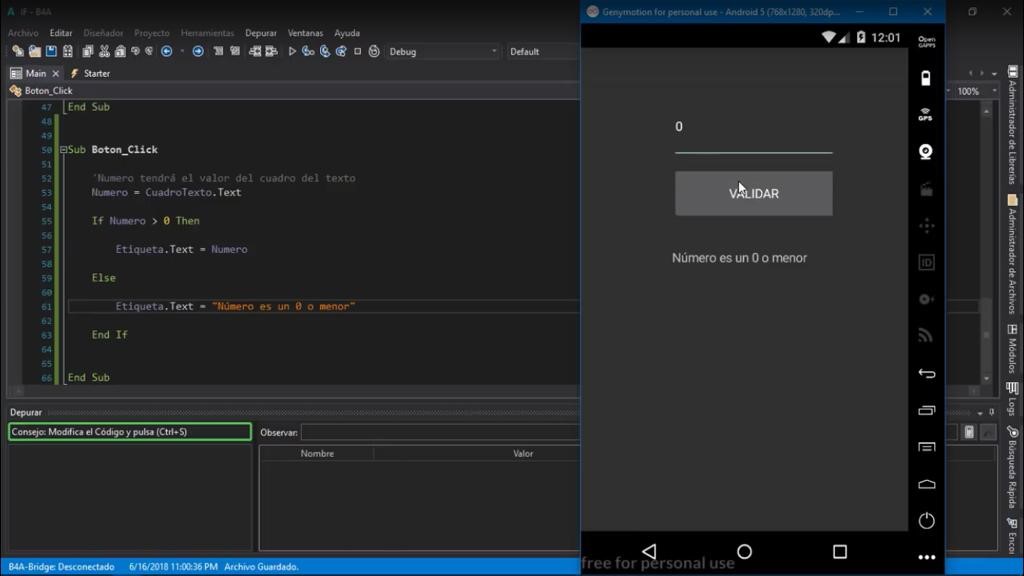 IF - B4A
Archivo Editar Diseñador Proyecto Herramientas Depurar Ventanas Ayuda
Debug
Default
Main
Starter
Boton_Click
100%
47 End Sub
48
49
50 Sub Boton_Click
51
52 'Numero tendrá el valor del cuadro del texto
53 Numero = CuadroTexto.Text
54
55 If Numero > 0 Then
56
57 Etiqueta.Text = Numero
58
59 Else
60
61 Etiqueta.Text = "Número es un 0 o menor"
62
63 End If
64
65
66 End Sub
Depurar
Consejo: Modifica el Código y pulsa (Ctrl+S)
Observar:
Nombre Valor
B4A-Bridge: Desconectado 6/16/2018 11:00:36 PM Archivo Guardado.
Genymotion for personal use - Android 5 (768x1280, 320dp...
12:01
0
VALIDAR
Número es un 0 o menor
free for personal use
Open
GAPPS
GPS
ID
Administrador de Librerías
Administrador de Archivos
Módulos
Logs
Búsqueda Rápida
Encon